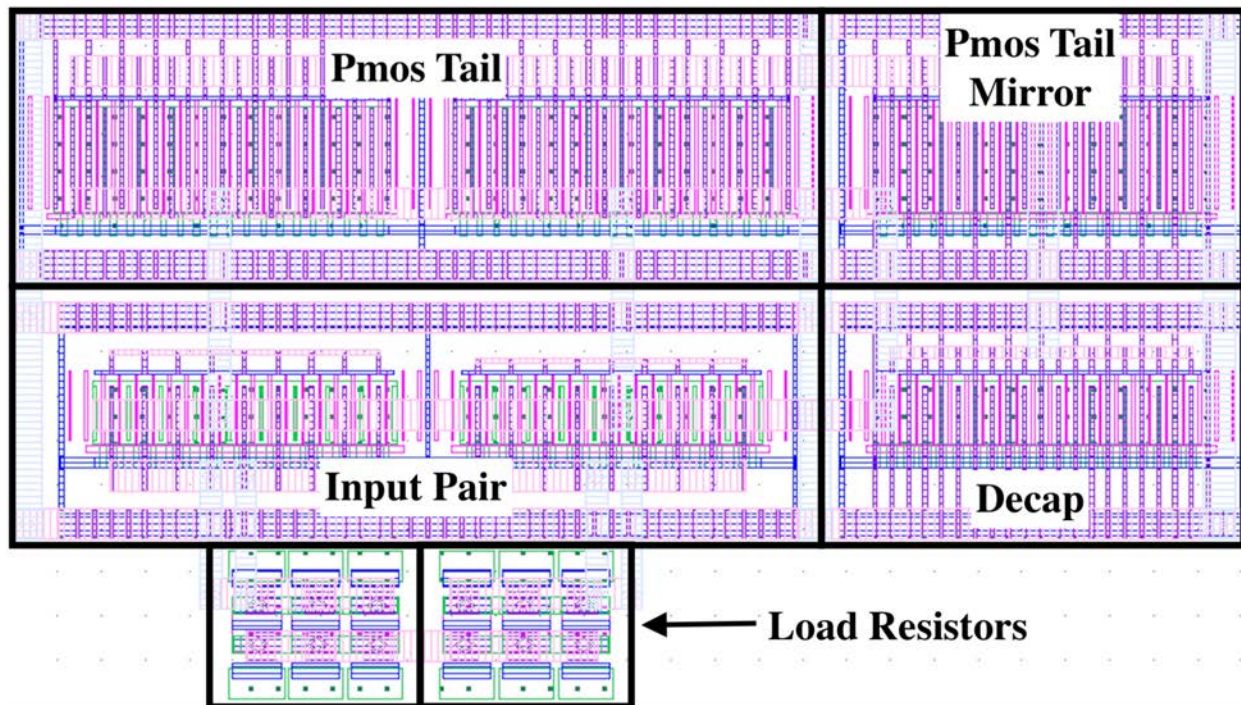 Pmos Tail
Pmos Tail
Mirror
Input Pair
Decap
Load Resistors